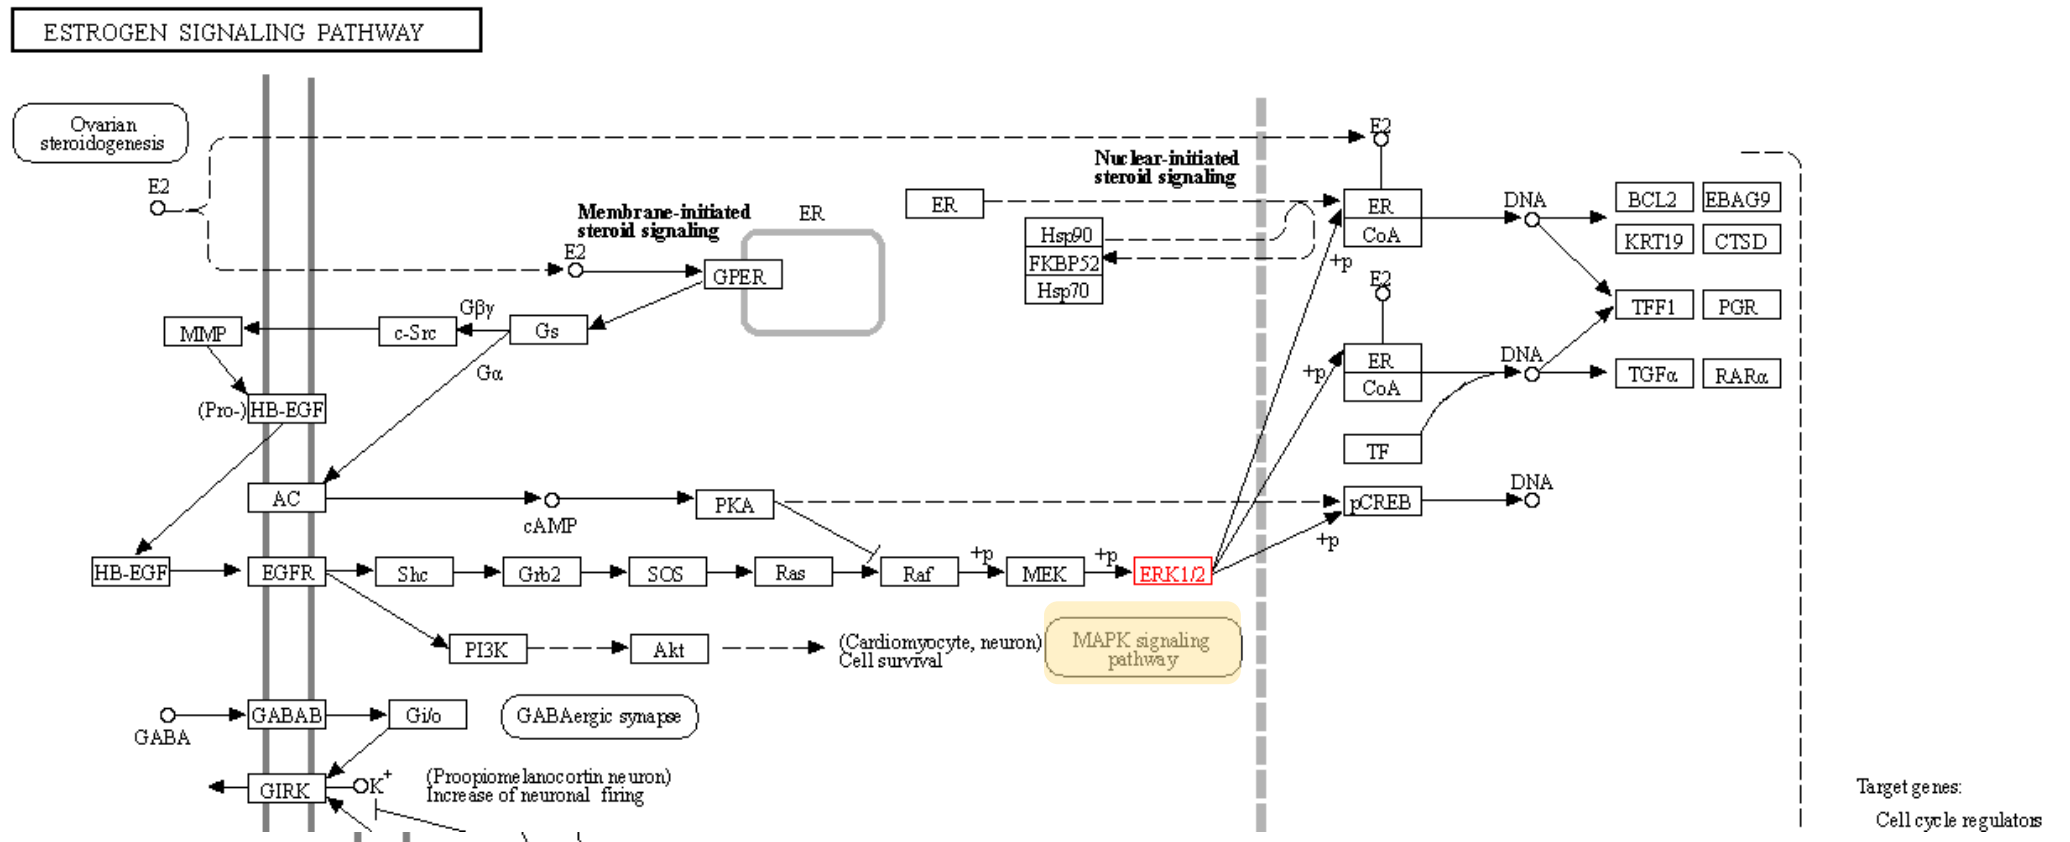 ESTROGEN SIGNALING PATHWAY
Ovarian
steroidogenesis
E2
E2
Nuclear-initiated
steroid signaling
Membrane-initiated
steroid signaling
ER
ER
ER
CoA
DNA
BCL2
EBAG9
KRT19
CTSD
Hsp90
FKBP52
Hsp70
+p
E2
GPER
E2
Gβγ
MMP
c-Src
Gs
Gα
TFF1
PGR
ER
CoA
+p
DNA
TGFα
RARα
(Pro-)
HB-EGF
TF
AC
cAMP
PKA
pCREB
DNA
+p
HB-EGF
EGFR
Shc
Grb2
SOS
Ras
Raf
+p
MEK
+p
ERK1/2
PI3K
Akt
(Cardiomyocyte, neuron)
Cell survival
MAPK signaling
pathway
GABA
GABAB
Gi/o
GABAergic synapse
GIRK
K+
(Proopiomelanocortin neuron)
Increase of neuronal firing
Target genes:
Cell cycle regulators